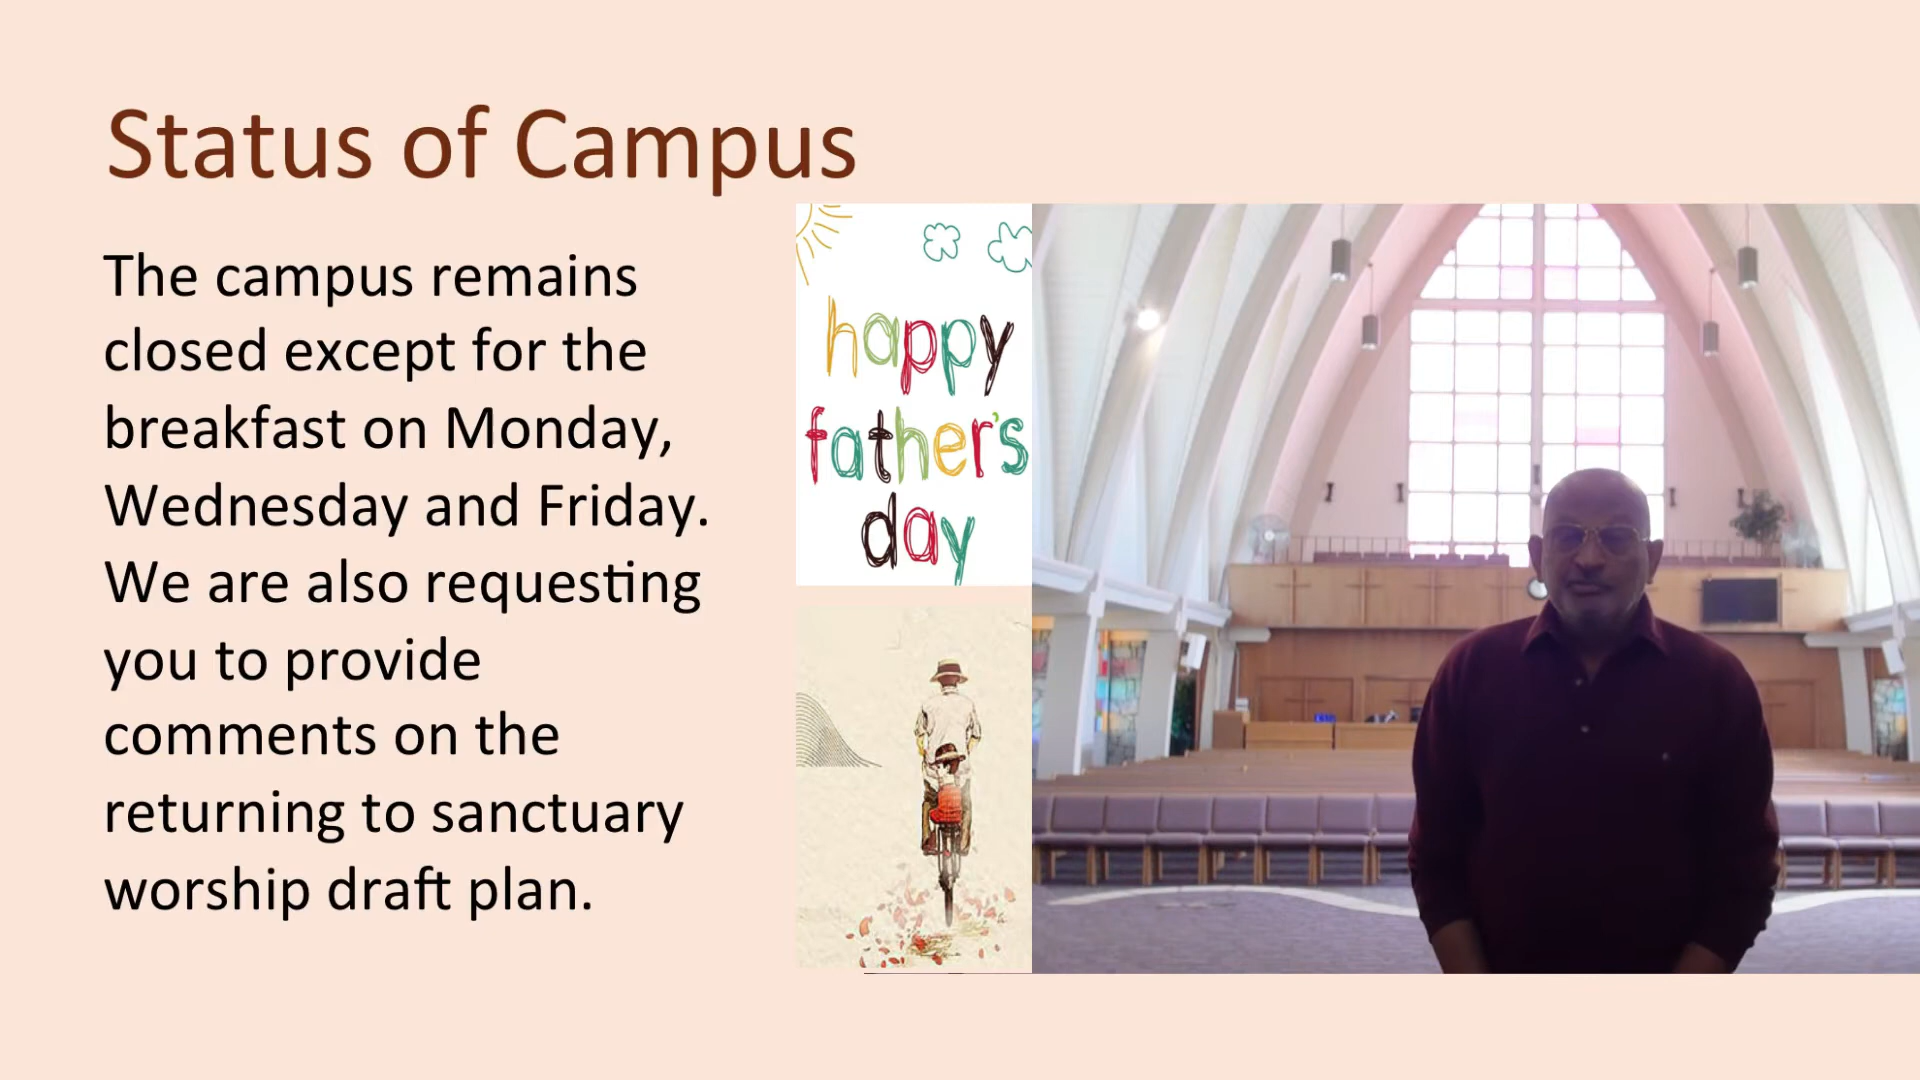 Status of Campus
The campus remains
closed except for the
breakfast on Monday,
Wednesday and Friday.
We are also requesting
you to provide
comments on the
returning to sanctuary
worship draft plan.
happy
father's
day